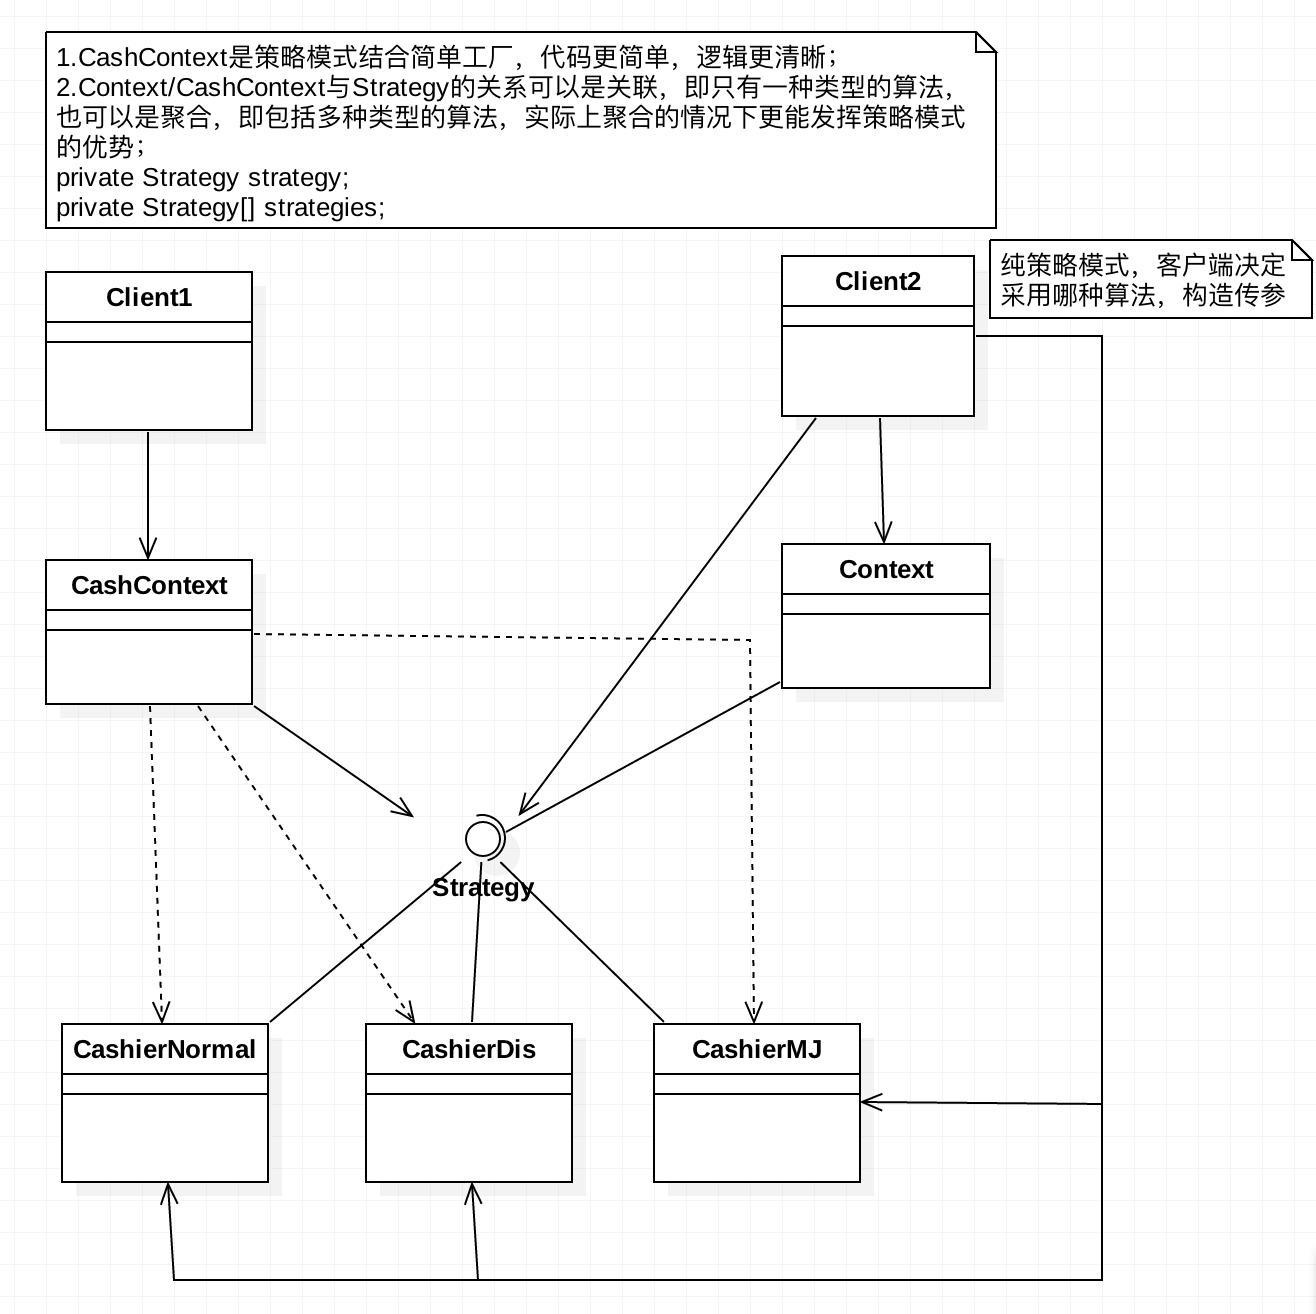 1.CashContext是策略模式结合简单工厂，代码更简单，逻辑更清晰；
2.Context/CashContext与Strategy的关系可以是关联，即只有一种类型的算法，
也可以是聚合，即包括多种类型的算法，实际上聚合的情况下更能发挥策略模式
的优势；
private Strategy strategy;
private Strategy[] strategies;
纯策略模式，客户端决定
采用哪种算法，构造传参
Client1
Client2
CashContext
Context
Strategy
CashierNormal
CashierDis
CashierMJ